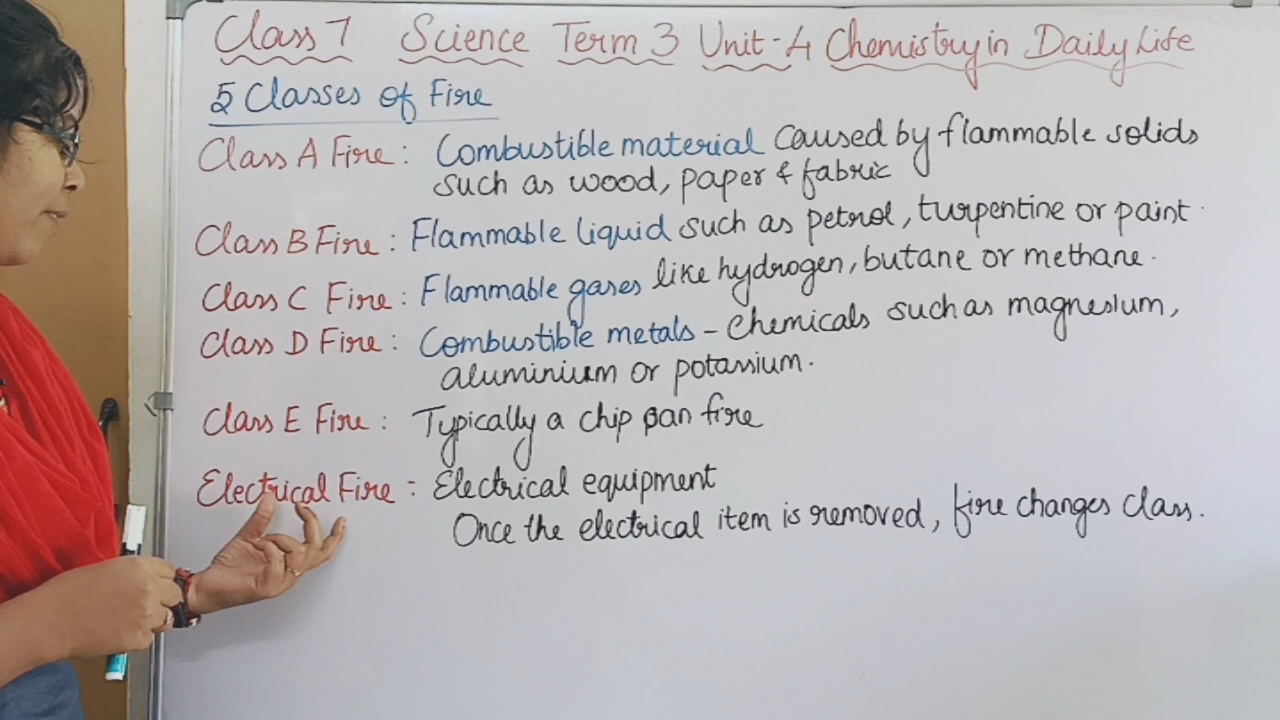 Class 7 Science Term 3 Unit-4 Chemistry in Daily Life
5 Classes of Fire
Class A Fire : Combustible material caused by flammable solids
such as wood, paper & fabric
Class B Fire : Flammable liquid such as petrol, turpentine or paint.
Class C Fire : Flammable gases like hydrogen, butane or methane.
Class D Fire : Combustible metals - chemicals such as magnesium,
aluminium or potassium.
Class E Fire : Typically a chip pan fire
Electrical Fire : Electrical equipment
Once the electrical item is removed, fire changes class.